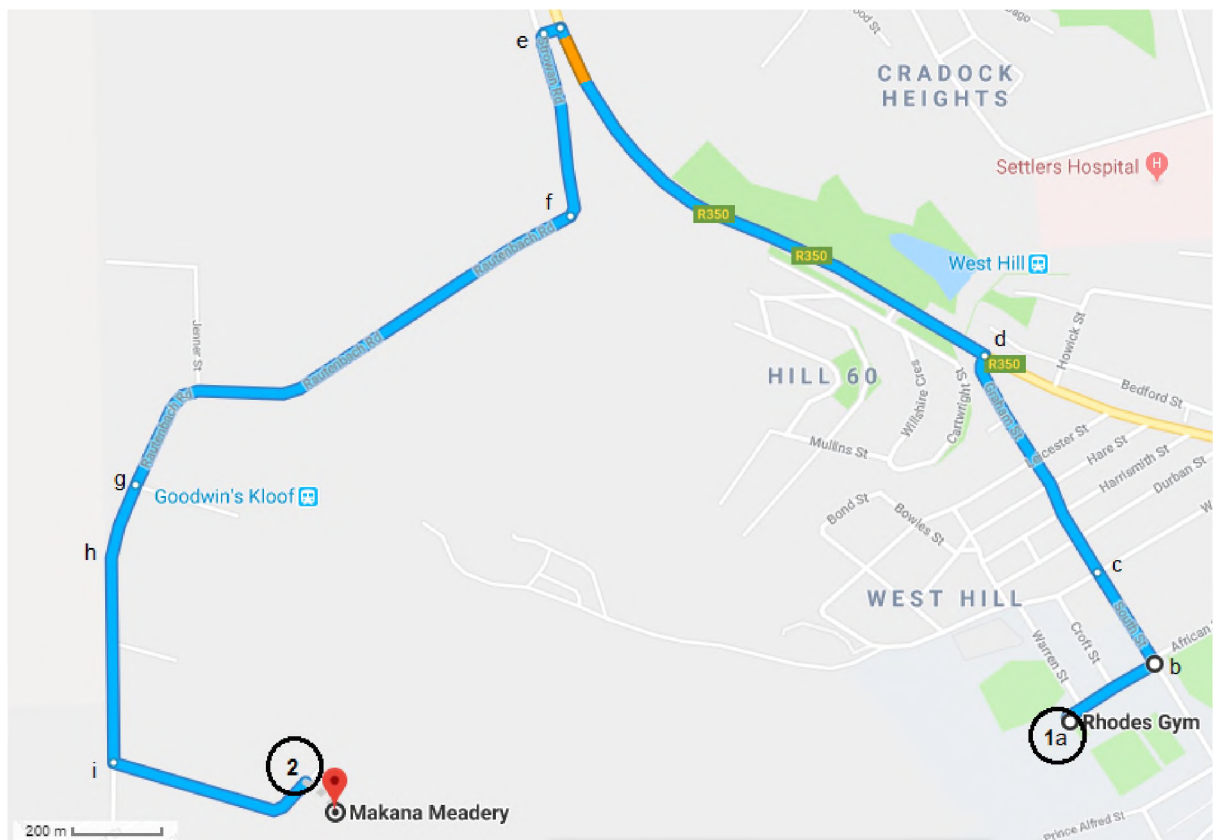 e
Strowan Rd
CRADOCK
HEIGHTS
Settlers Hospital
H
f
R350
R350
West Hill
Rautenbach Rd
Jenner St
Rautenbach Rd
d
R350
Howick St
HILL 60
Willshire Cres
Cartwright St
Bedford St
Graham St
Leicester St
Hare St
Mullins St
Rautenbach Rd
Harrismith St
Durban St
g
Goodwin's Kloof
Bond St
Bowles St
W
h
c
WEST HILL
South St
African
Warren St
Croft St
b
1a
Rhodes Gym
i
2
Makana Meadery
200 m
Prince Alfred St